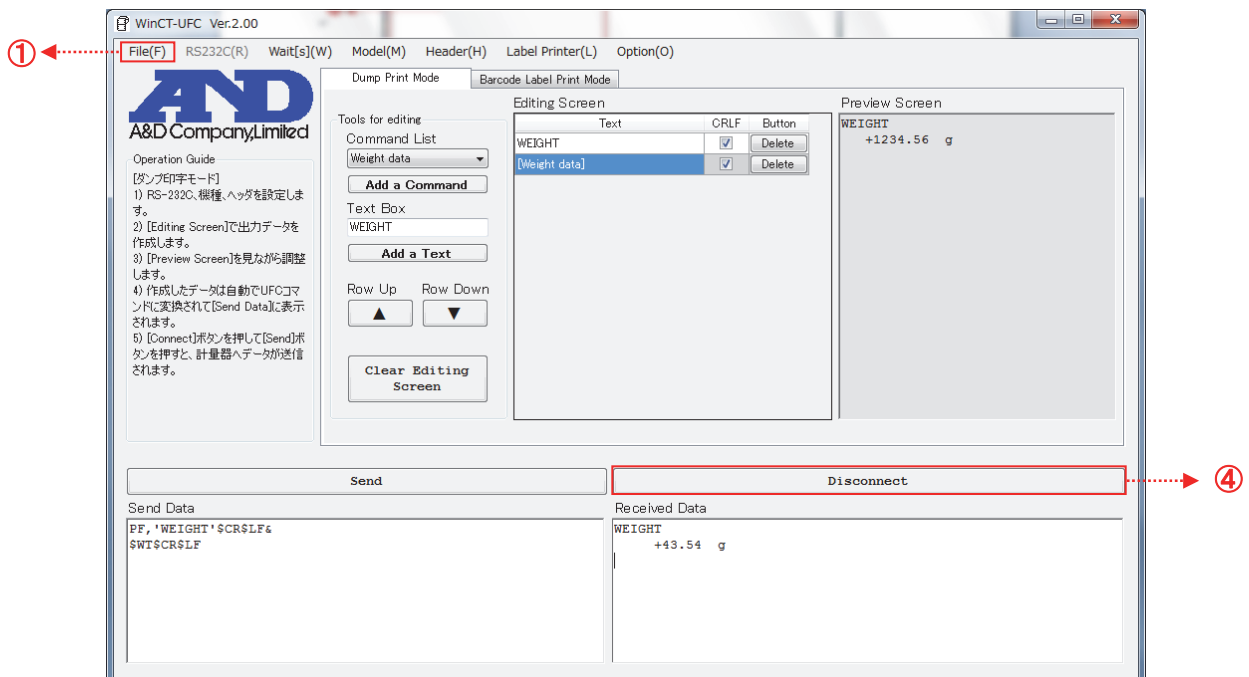 WinCT-UFC Ver.2.00
①
File(F) RS232C(R) Wait[s](W) Model(M) Header(H) Label Printer(L) Option(O)
AND
A&D Company,Limited
Operation Guide
[ダンプ印字モード]
1) RS-232C、機種、ヘッダを設定しま
す。
2) [Editing Screen]で出力データを
作成します。
3) [Preview Screen]を見ながら調整
します。
4) 作成したデータは自動でUFCコマ
ンドに変換されて[Send Data]に表示
されます。
5) [Connect]ボタンを押して[Send]ボ
タンを押すと、計量器へデータが送信
されます。
Dump Print Mode Barcode Label Print Mode
Tools for editing
Command List
Weight data
Add a Command
Text Box
WEIGHT
Add a Text
Row Up Row Down
▲ ▼
Clear Editing
Screen
Editing Screen
Text CRLF Button
WEIGHT Delete
[Weight data] Delete
Preview Screen
WEIGHT
+1234.56 g
Send
Disconnect
④
Send Data
PF,'WEIGHT'$CR$LF&
$WT$CR$LF
Received Data
WEIGHT
+43.54 g